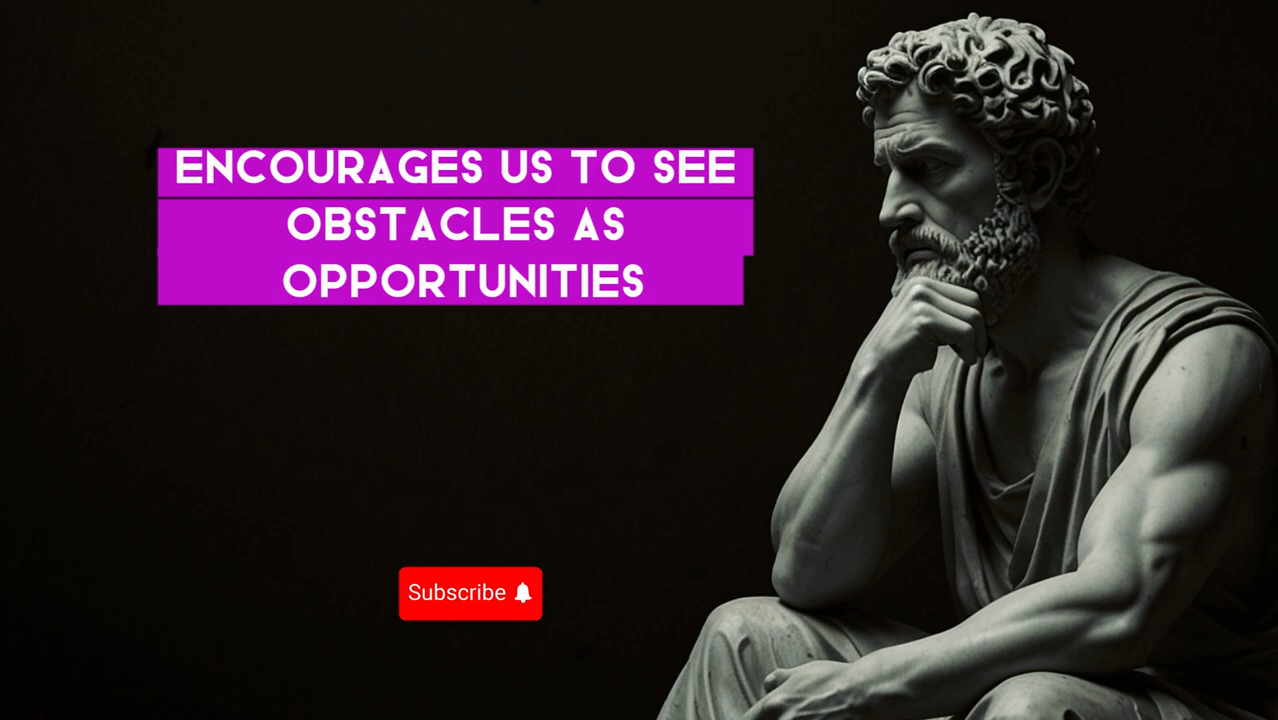 ENCOURAGES US TO SEE
OBSTACLES AS
OPPORTUNITIES
Subscribe